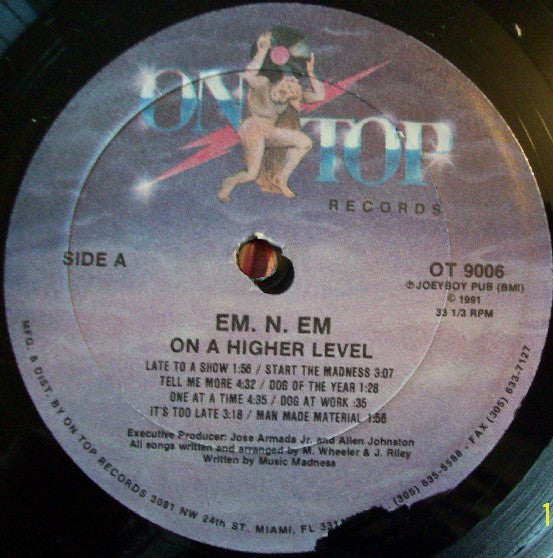 ON TOP
RECORDS
SIDE A
OT 9006
℗ JOEYBOY PUB (BMI)
© 1991
33 1/3 RPM
EM. N. EM
ON A HIGHER LEVEL
LATE TO A SHOW 1:56 / START THE MADNESS 3:07
TELL ME MORE 4:32 / DOG OF THE YEAR 1:28
ONE AT A TIME 4:35 / DOG AT WORK :35
IT'S TOO LATE 3:18 / MAN MADE MATERIAL 1:56
Executive Producer: Jose Armada Jr. and Allen Johnston
All songs written and arranged by M. Wheeler & J. Riley
Written by Music Madness
MFG. & DIST. BY ON TOP RECORDS 3081 NW 24th ST., MIAMI, FL 331 (305) 635-5588 - FAX (305) 633-7127
1